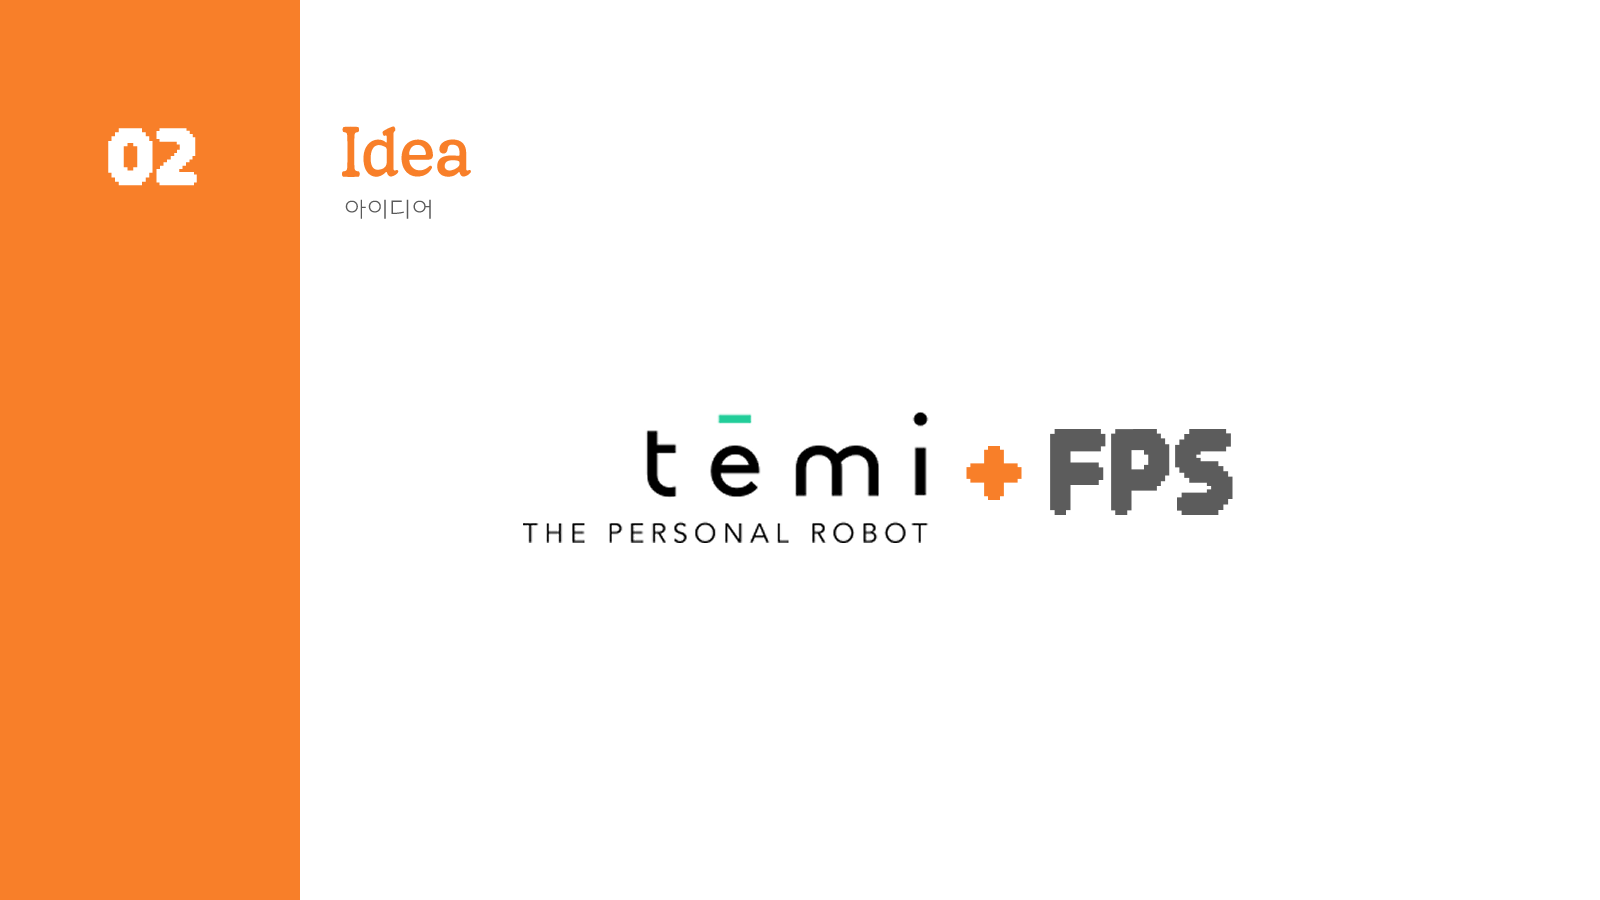 02
Idea
아이디어
tēmi + FPS
THE PERSONAL ROBOT